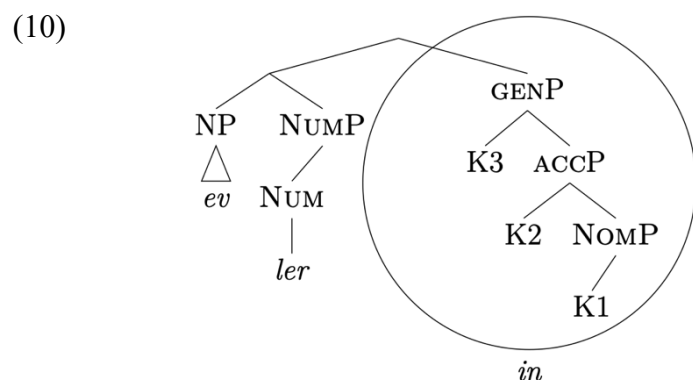 (10)
GENP
NP NUMP K3 ACCP
ev NUM K2 NOMP
ler K1
in